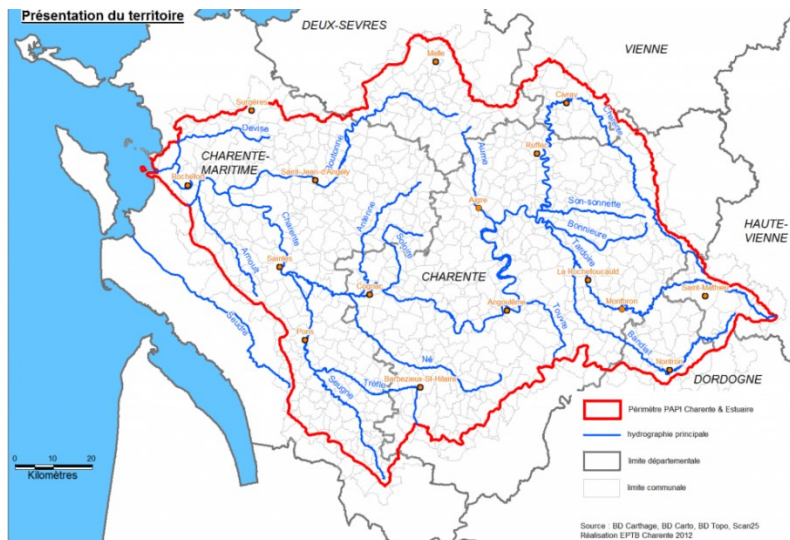 Présentation du territoire
DEUX-SEVRES
VIENNE
Melle
Surgères
Civray
Charente
Devise
Boutonne
Aume
Ruffec
CHARENTE-
MARITIME
Saint-Jean-d'Angély
Rochefort
Antenne
Aigre
Son-sonnette
Bonnieure
HAUTE-
VIENNE
Charente
Soloire
Arnoult
Tardoire
CHARENTE
La Rochefoucauld
Saintes
Saint-Mathieu
Cognac
Angoulême
Montbron
Touvre
Seudre
Bandiat
Pons
Né
Nontron
Seugne
Trèfle
Barbezieux-St-Hilaire
DORDOGNE
Périmètre PAPI Charente & Estuaire
hydrographie principale
limite départementale
limite communale
0 10 20
Kilomètres
Source : BD Carthage, BD Carto, BD Topo, Scan25
Réalisation EPTB Charente 2012